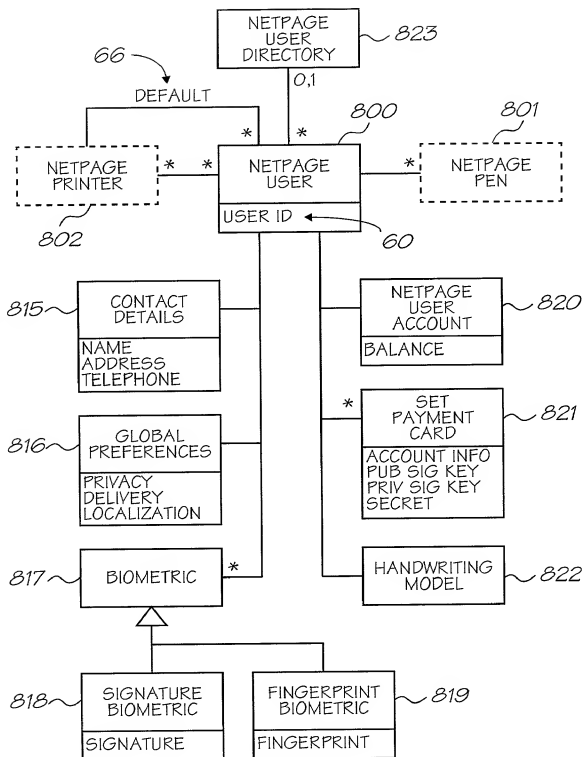 NETPAGE
USER
DIRECTORY
823
66
0,1
DEFAULT
*
*
800
801
NETPAGE
PRINTER
*
*
NETPAGE
USER
*
NETPAGE
PEN
802
USER ID
60
815
CONTACT
DETAILS
NAME
ADDRESS
TELEPHONE
NETPAGE
USER
ACCOUNT
820
BALANCE
816
GLOBAL
PREFERENCES
PRIVACY
DELIVERY
LOCALIZATION
*
SET
PAYMENT
CARD
821
ACCOUNT INFO
PUB SIG KEY
PRIV SIG KEY
SECRET
817
BIOMETRIC
*
HANDWRITING
MODEL
822
818
SIGNATURE
BIOMETRIC
SIGNATURE
FINGERPRINT
BIOMETRIC
819
FINGERPRINT